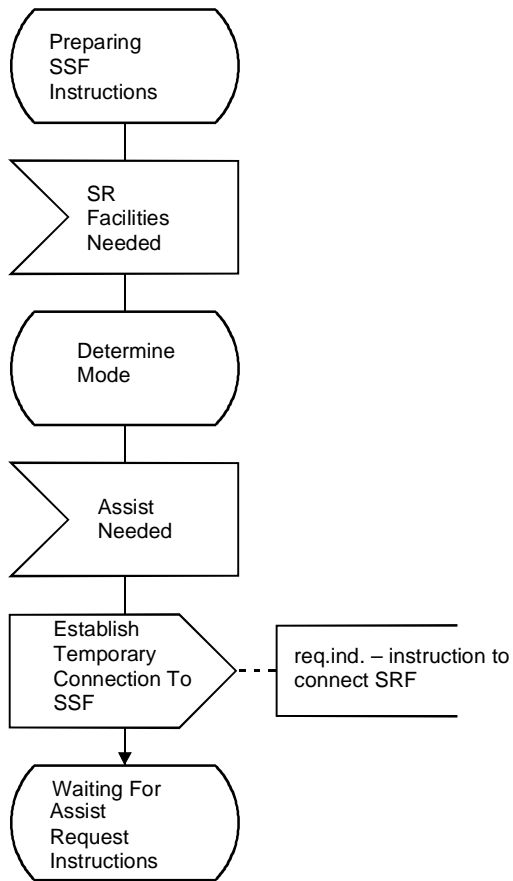 Preparing
SSF
Instructions
SR
Facilities
Needed
Determine
Mode
Assist
Needed
Establish
Temporary
Connection To
SSF
req.ind. – instruction to
connect SRF
Waiting For
Assist
Request
Instructions